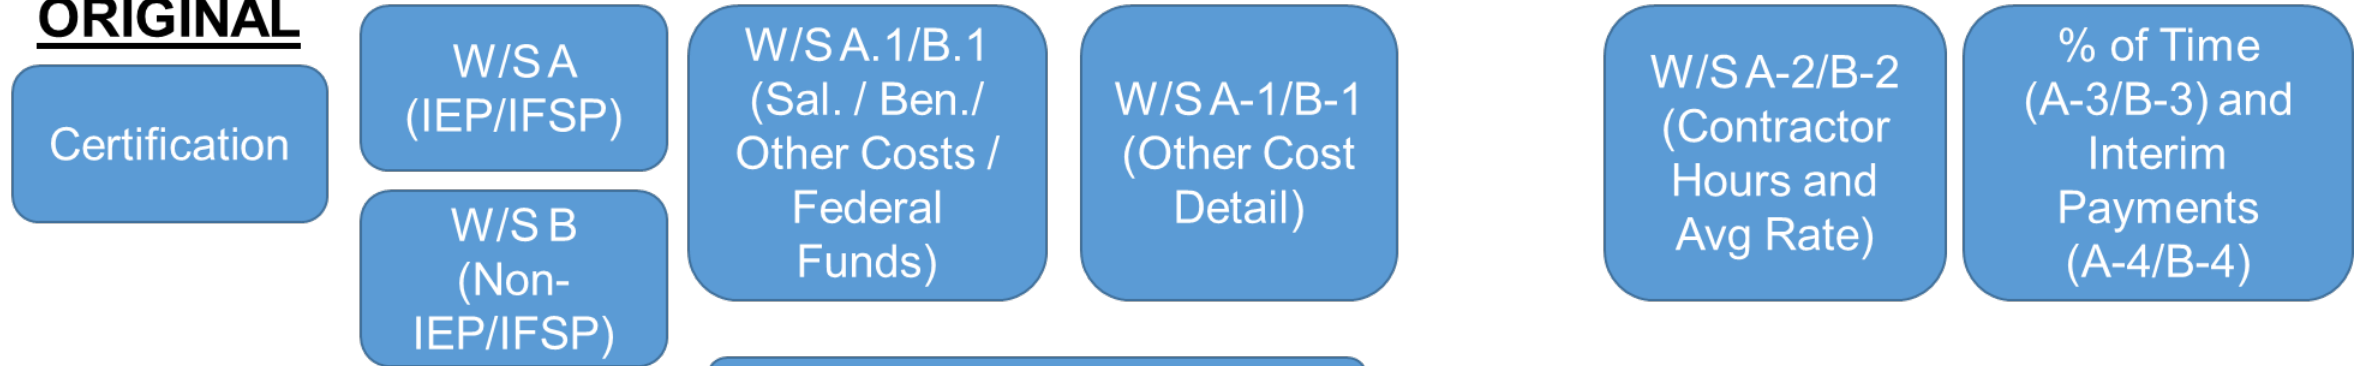 ORIGINAL
Certification
W/S A
(IEP/IFSP)
W/S B
(Non-
IEP/IFSP)
W/S A.1/B.1
(Sal. / Ben./
Other Costs /
Federal
Funds)
W/S A-1/B-1
(Other Cost
Detail)
W/S A-2/B-2
(Contractor
Hours and
Avg Rate)
% of Time
(A-3/B-3) and
Interim
Payments
(A-4/B-4)